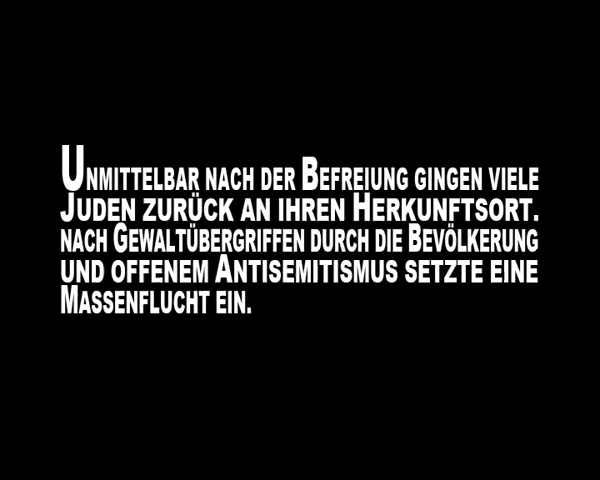 Unmittelbar nach der Befreiung gingen viele
Juden zurück an ihren Herkunftsort.
nach Gewaltübergriffen durch die Bevölkerung
und offenem Antisemitismus setzte eine
Massenflucht ein.